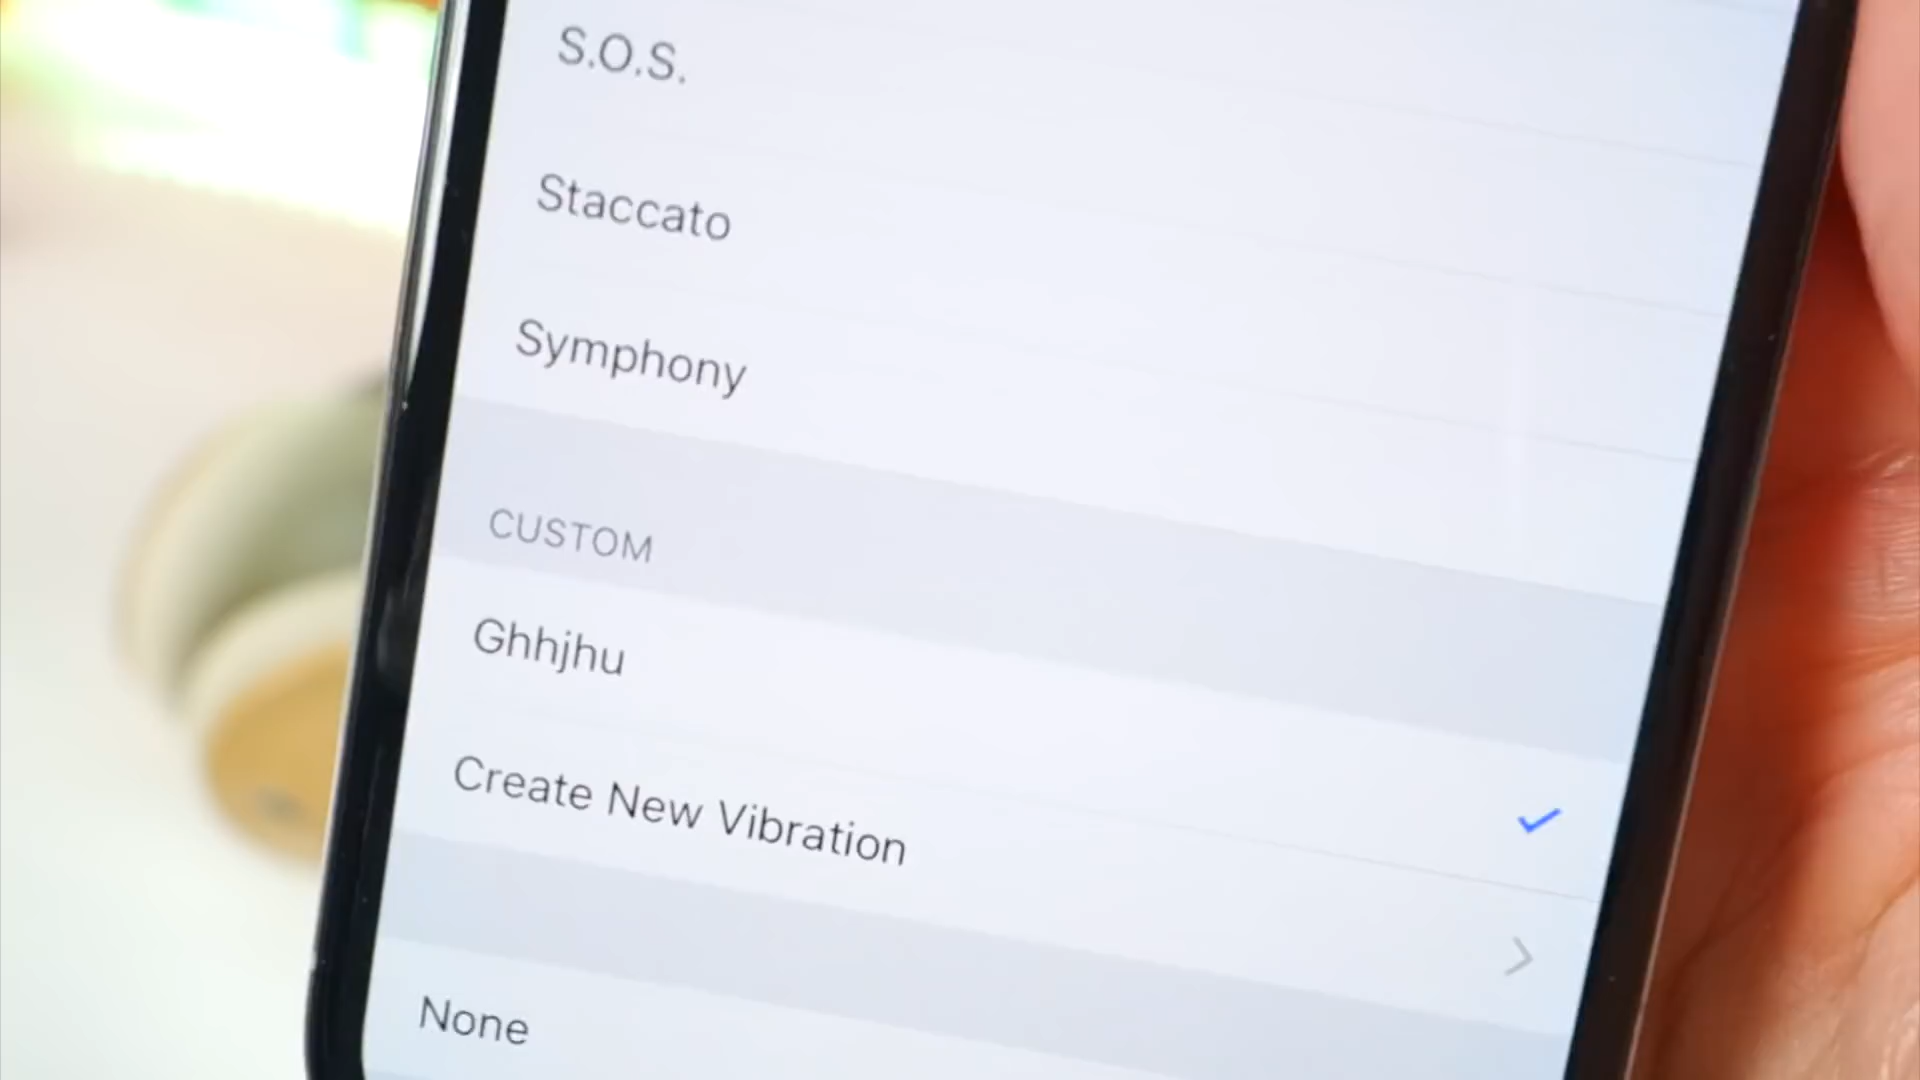 S.O.S.
Staccato
Symphony
CUSTOM
Ghhjhu
Create New Vibration
None